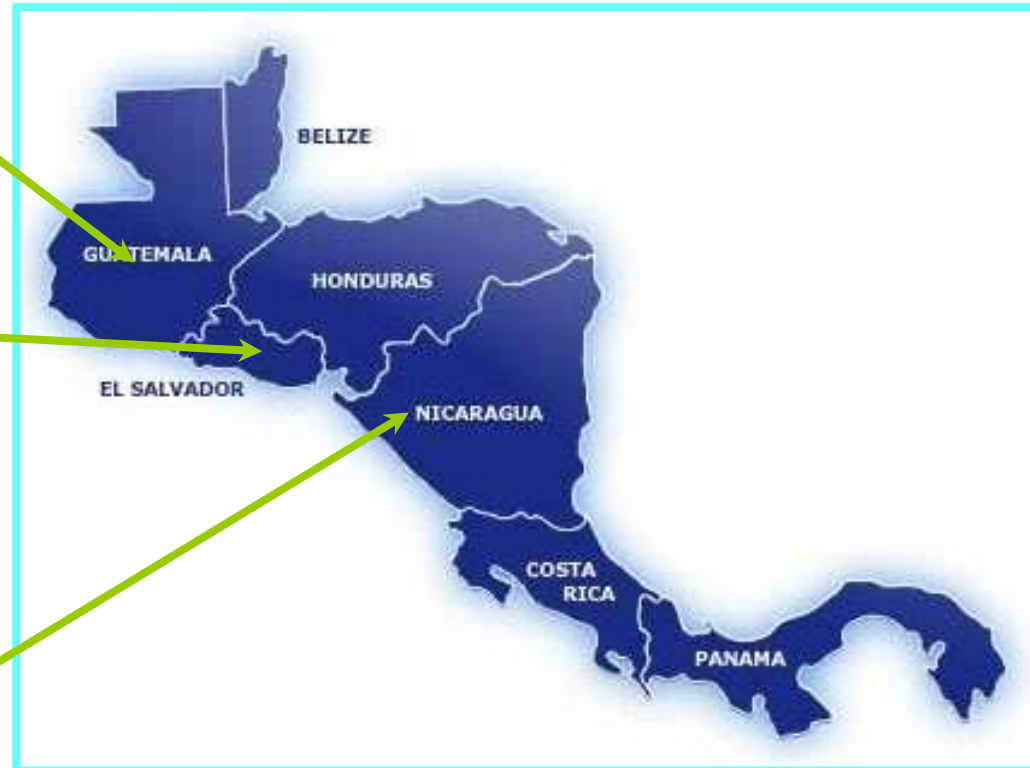 BELIZE
GUATEMALA
HONDURAS
EL SALVADOR
NICARAGUA
COSTA
RICA
PANAMA